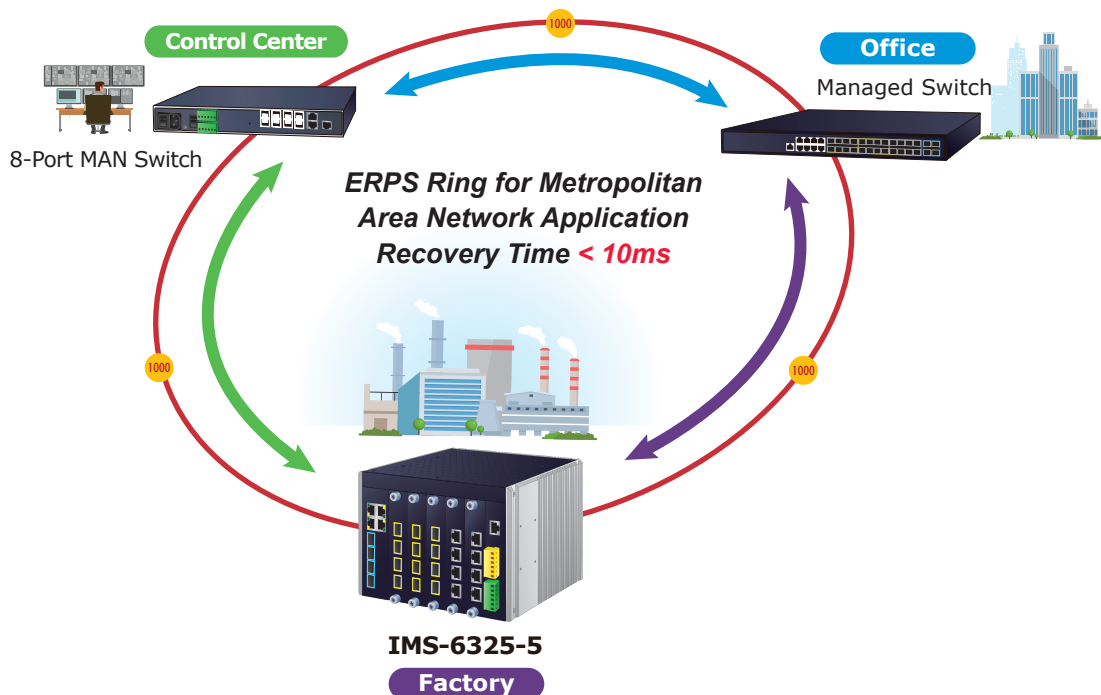 1000
Control Center
Office
Managed Switch
8-Port MAN Switch
ERPS Ring for Metropolitan
Area Network Application
Recovery Time < 10ms
1000
1000
IMS-6325-5
Factory